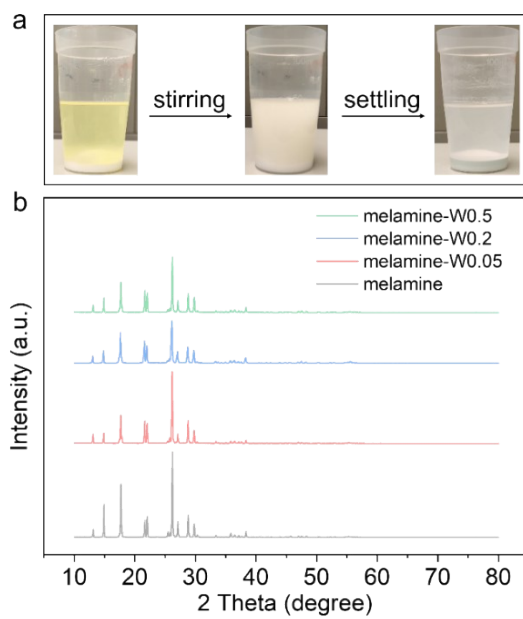 a
stirring
settling
b
melamine-W0.5
melamine-W0.2
melamine-W0.05
melamine
Intensity (a.u.)
10 20 30 40 50 60 70 80
2 Theta (degree)